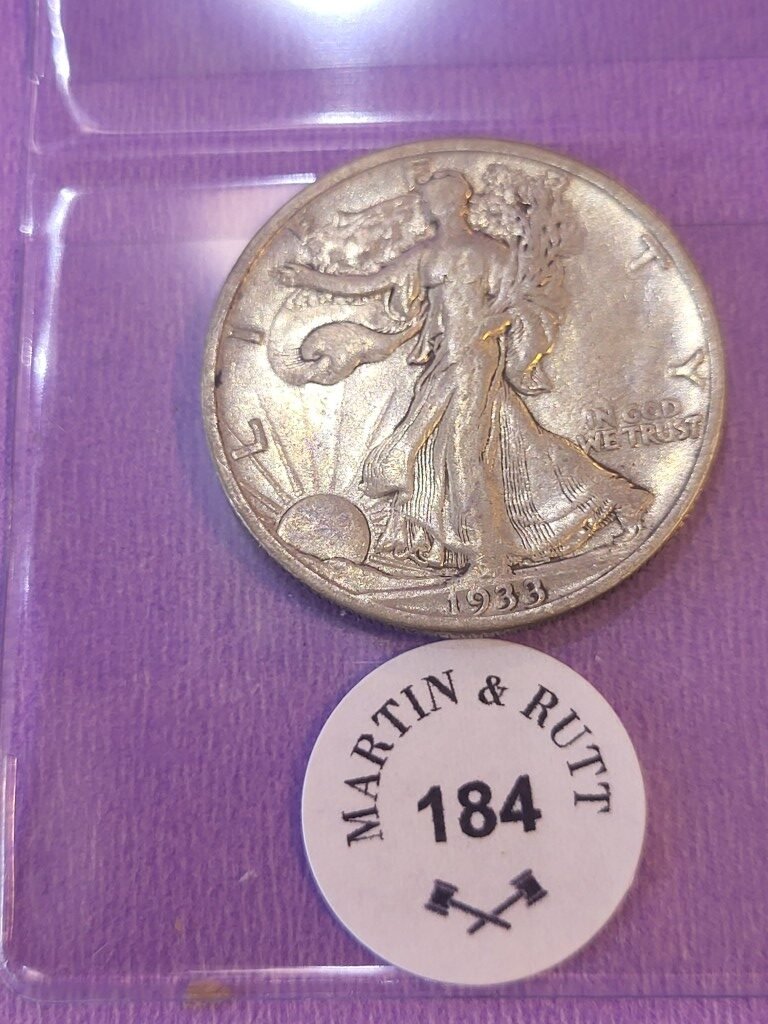 LIBERTY
IN GOD
WE TRUST
1933
MARTIN & RUTT
184